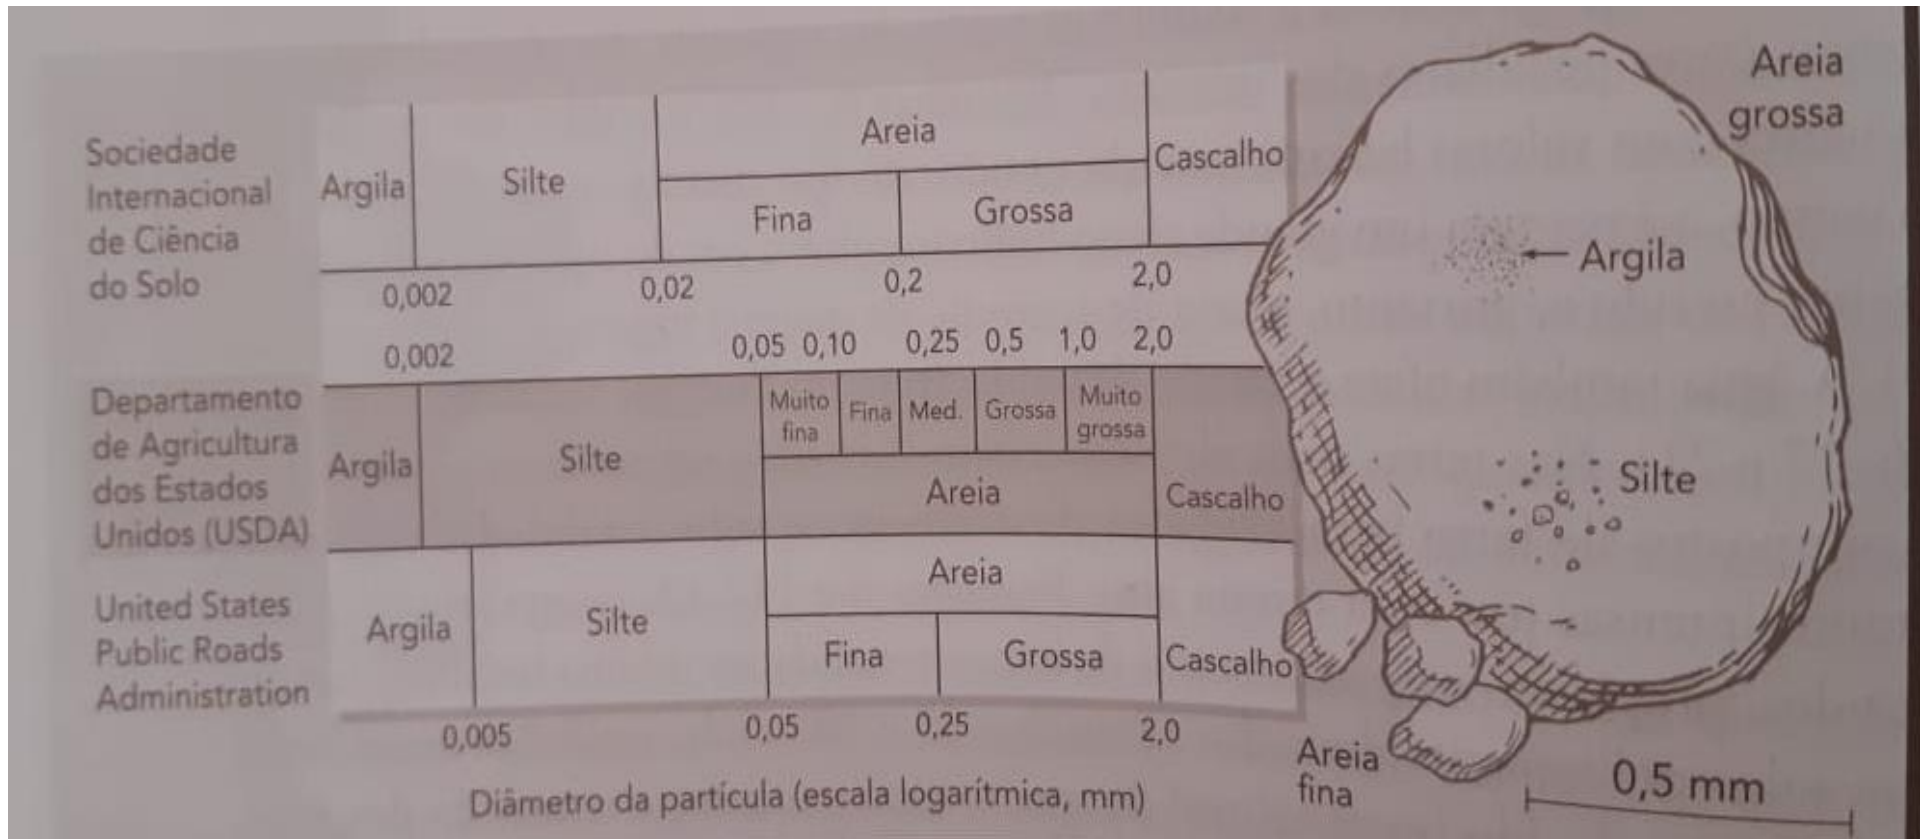 Sociedade
Internacional
de Ciência
do Solo
Argila
Silte
Areia
Fina
Grossa
Cascalho
0,002 0,02 0,2 2,0
0,002 0,05 0,10 0,25 0,5 1,0 2,0
Departamento
de Agricultura
dos Estados
Unidos (USDA)
Argila
Silte
Muito
fina
Fina
Med.
Grossa
Muito
grossa
Areia
Cascalho
United States
Public Roads
Administration
Argila
Silte
Areia
Fina
Grossa
Cascalho
0,005 0,05 0,25 2,0
Diâmetro da partícula (escala logarítmica, mm)
Areia
grossa
Argila
Silte
Areia
fina
0,5 mm